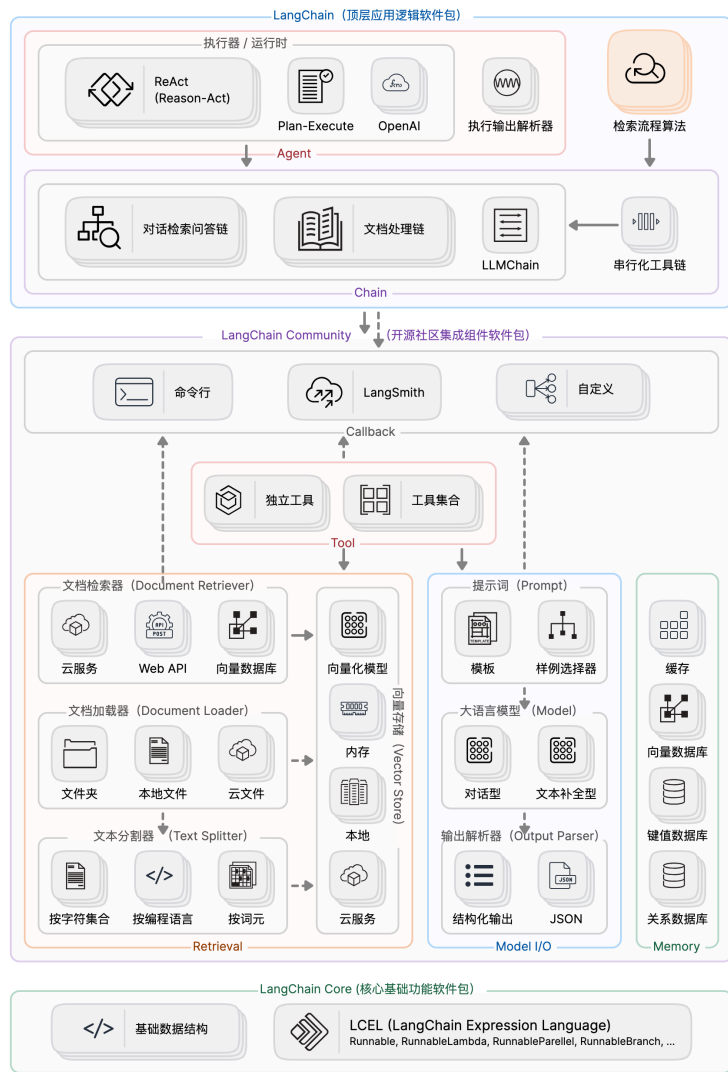 LangChain（顶层应用逻辑软件包）
执行器 / 运行时
ReAct
(Reason-Act)
Plan-Execute
OpenAI
执行输出解析器
检索流程算法
Agent
对话检索问答链
文档处理链
LLMChain
串行化工具链
Chain
LangChain Community （开源社区集成组件软件包）
命令行
LangSmith
自定义
Callback
独立工具
工具集合
Tool
文档检索器（Document Retriever）
云服务
API
POST
Web API
向量数据库
文档加载器（Document Loader）
文件夹
本地文件
云文件
文本分割器（Text Splitter）
按字符集合
</>
按编程语言
按词元
向量化模型
内存
本地
云服务
向量存储（Vector Store）
Retrieval
提示词（Prompt）
TEMPLATE
模板
样例选择器
大语言模型（Model）
对话型
文本补全型
输出解析器（Output Parser）
结构化输出
JSON
JSON
Model I/O
缓存
向量数据库
键值数据库
关系数据库
Memory
LangChain Core (核心基础功能软件包）
</>
基础数据结构
LCEL (LangChain Expression Language)
Runnable, RunnableLambda, RunnableParellel, RunnableBranch, ...